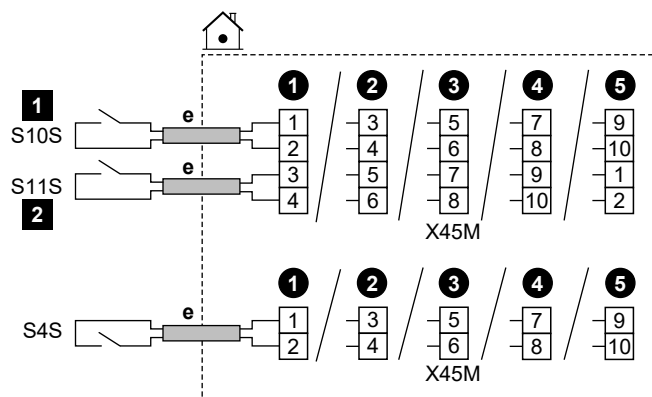 1 2 3 4 5
1
S10S
e
1 3 5 7 9
2 4 6 8 10
S11S
e
3 5 7 9 1
4 6 8 10 2
2
X45M
1 2 3 4 5
S4S
e
1 3 5 7 9
2 4 6 8 10
X45M